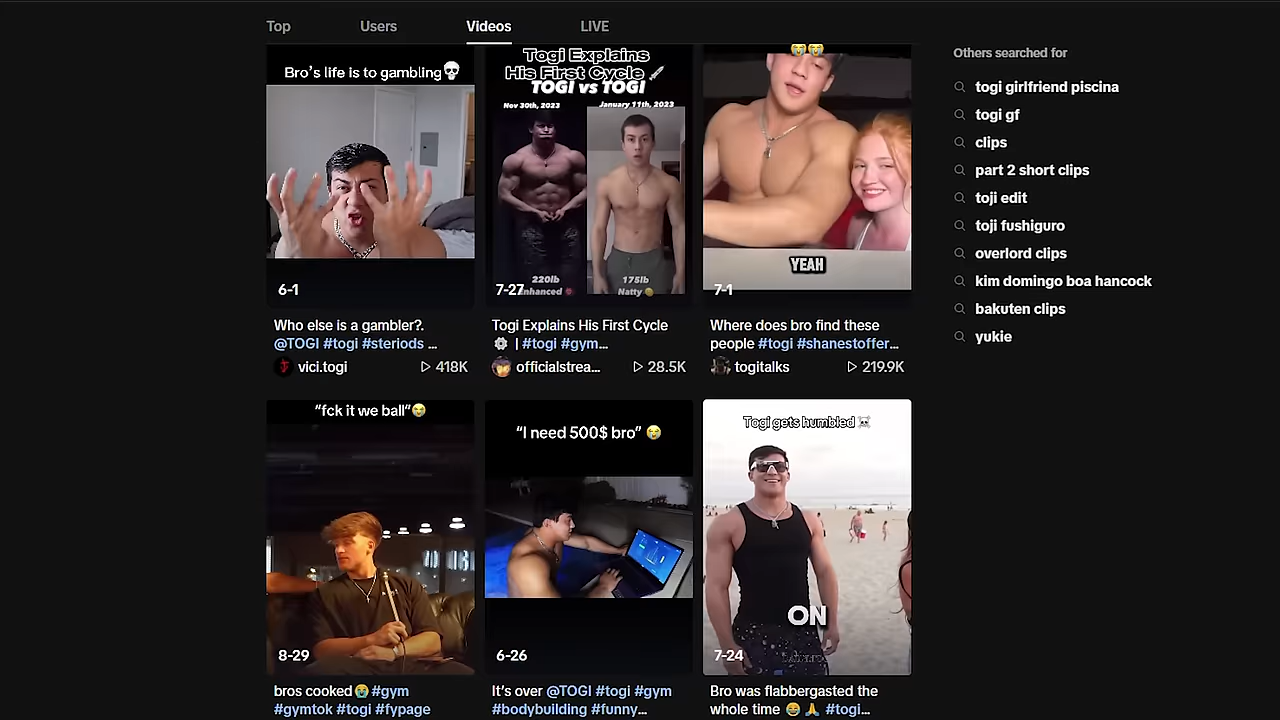 Top
Users
Videos
LIVE
Others searched for
togi girlfriend piscina
togi gf
clips
part 2 short clips
toji edit
toji fushiguro
overlord clips
kim domingo boa hancock
bakuten clips
yukie
Bro's life is to gambling💀
6-1
Who else is a gambler?.
@TOGI #togi #steriods ...
vici.togi
418K
Togi Explains
His First Cycle
TOGI vs TOGI
Nov 30th, 2023
January 11th, 2023
220lb
Enhanced
175lb
Natty
7-27
Togi Explains His First Cycle
⚙️ | #togi #gym...
officialstrea...
28.5K
😭😭
YEAH
7-1
Where does bro find these
people #togi #shanestoffer...
togitalks
219.9K
"fck it we ball"😭
8-29
bros cooked😭#gym
#gymtok #togi #fypage
"I need 500$ bro" 😭
6-26
It's over @TOGI #togi #gym
#bodybuilding #funny...
Togi gets humbled ☠️
ON
7-24
Bro was flabbergasted the
whole time 😂 🙏 #togi...